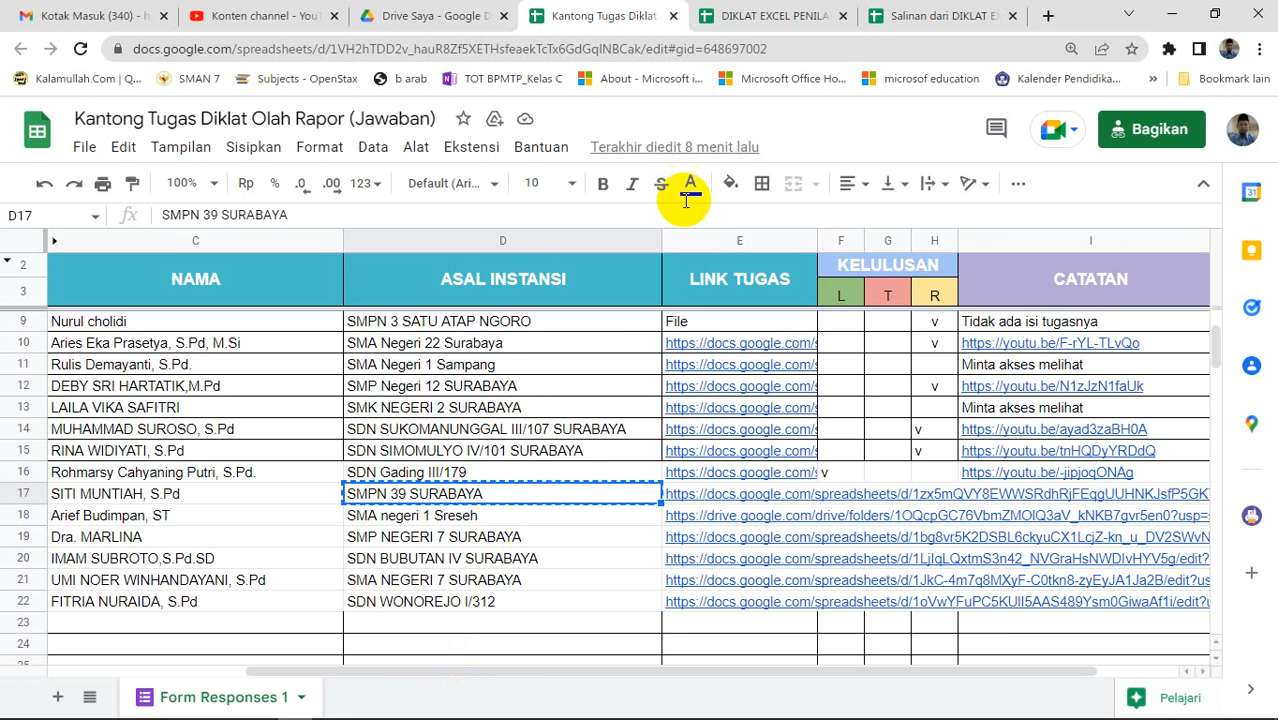 Kotak Masuk (340) - h
Konten channel - YouT
Drive Saya - Google D
Kantong Tugas Diklat
DIKLAT EXCEL PENILA
Salinan dari DIKLAT EX
docs.google.com/spreadsheets/d/1VH2hTDD2v_hauR8Zf5XETHsfeaekTcTx6GdGqINBCak/edit#gid=648697002
Kalamullah.Com | Qu
SMAN 7
Subjects - OpenStax
b arab
TOT BPMTP_Kelas C
About - Microsoft i
Microsoft Office Ho
microsof education
Kalender Pendidika
Bookmark lain
Kantong Tugas Diklat Olah Rapor (Jawaban)
Bagikan
File Edit Tampilan Sisipkan Format Data Alat Ekstensi Bantuan Terakhir diedit 8 menit lalu
100% Rp % .0 .00 123 Default (Ari... 10 B I S A
D17 fx SMPN 39 SURABAYA
C D E F G H I
2 NAMA ASAL INSTANSI LINK TUGAS KELULUSAN CATATAN
3 L T R
9 Nurul cholidi SMPN 3 SATU ATAP NGORO File v Tidak ada isi tugasnya
10 Aries Eka Prasetya, S.Pd, M.Si SMA Negeri 22 Surabaya https://docs.google.com/s v https://youtu.be/F-rYL-TLvQo
11 Rulis Demayanti, S.Pd. SMA Negeri 1 Sampang https://docs.google.com/s Minta akses melihat
12 DEBY SRI HARTATIK,M.Pd SMP Negeri 12 SURABAYA https://docs.google.com/s v https://youtu.be/N1zJzN1faUk
13 LAILA VIKA SAFITRI SMK NEGERI 2 SURABAYA https://docs.google.com/s Minta akses melihat
14 MUHAMMAD SUROSO, S.Pd SDN SUKOMANUNGGAL III/107 SURABAYA https://docs.google.com/s v https://youtu.be/ayad3zaBH0A
15 RINA WIDIYATI, S.Pd SDN SIMOMULYO IV/101 SURABAYA https://docs.google.com/s v https://youtu.be/tnHQDyYRDdQ
16 Rohmarsy Cahyaning Putri, S.Pd. SDN Gading III/179 https://docs.google.com/s v https://youtu.be/-jipjoqONAg
17 SITI MUNTIAH, S.Pd SMPN 39 SURABAYA https://docs.google.com/spreadsheets/d/1zx5mQVY8EWWSRdhRjFEqgUUHNKJsfP5GK
18 Arief Budimpan, ST SMA negeri 1 Sreseh https://drive.google.com/drive/folders/1OQcpGC76VbmZMOlQ3aV_kNKB7gvr5en0?usp=s
19 Dra. MARLINA SMP NEGERI 7 SURABAYA https://docs.google.com/spreadsheets/d/1bg8vr5K2DSBL6ckyuCX1LcjZ-kn_u_DV2SWv
20 IMAM SUBROTO,S.Pd.SD SDN BUBUTAN IV SURABAYA https://docs.google.com/spreadsheets/d/1LjIqLQxtmS3n42_NVGraHsNWDIvHYV5g/edit?
21 UMI NOER WINHANDAYANI, S.Pd SMA NEGERI 7 SURABAYA https://docs.google.com/spreadsheets/d/1JkC-4m7q8MXyF-C0tkn8-zyEyJA1Ja2B/edit?us
22 FITRIA NURAIDA, S.Pd SDN WONOREJO I/312 https://docs.google.com/spreadsheets/d/1oVwYFuPC5KUII5AAS489Ysm0GiwaAf1i/edit?
23
24
Form Responses 1
Pelajari